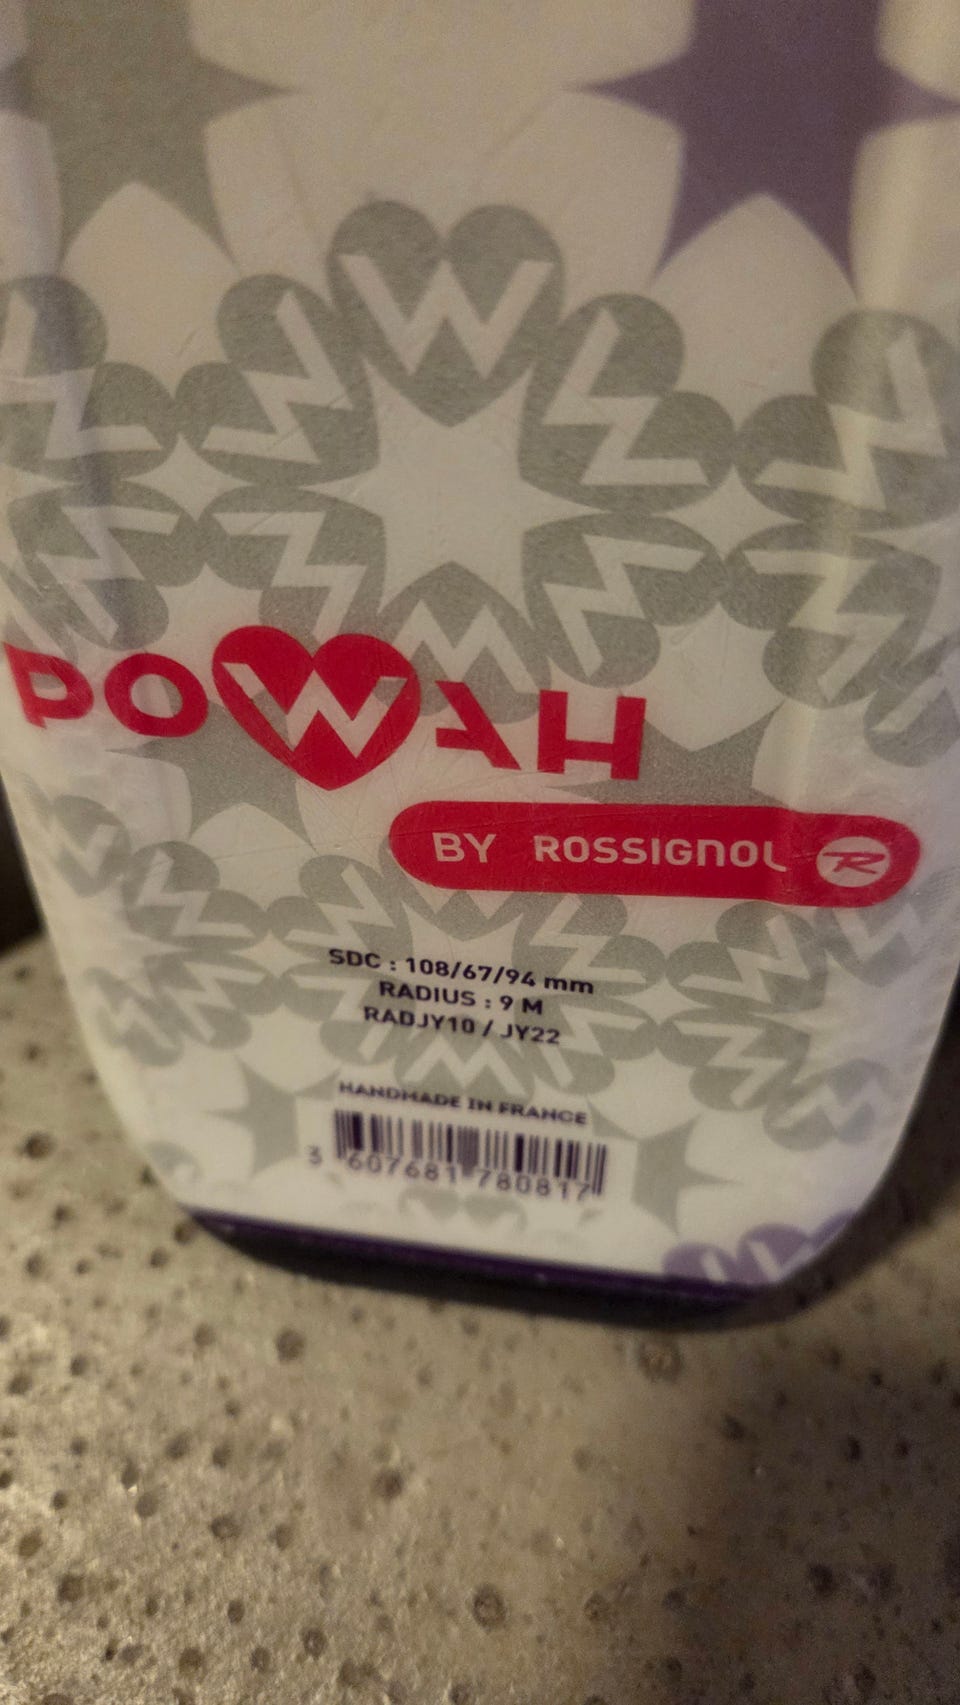 POWAH
BY ROSSIGNOL R
SDC : 108/67/94 mm
RADIUS : 9 M
RADJY10 / JY22
HANDMADE IN FRANCE
3 607681 780817